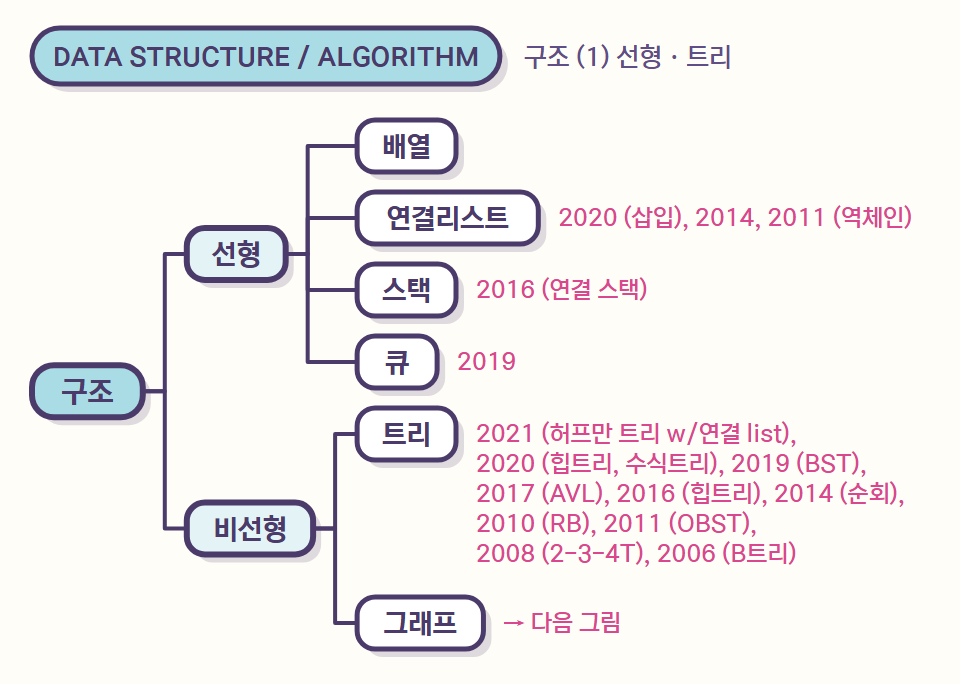 DATA STRUCTURE / ALGORITHM 구조 (1) 선형 · 트리
배열
연결리스트 2020 (삽입), 2014, 2011 (역체인)
선형
스택 2016 (연결 스택)
큐 2019
구조
트리 2021 (허프만 트리 w/연결 list),
2020 (힙트리, 수식트리), 2019 (BST),
2017 (AVL), 2016 (힙트리), 2014 (순회),
2010 (RB), 2011 (OBST),
2008 (2-3-4T), 2006 (B트리)
비선형
그래프 → 다음 그림